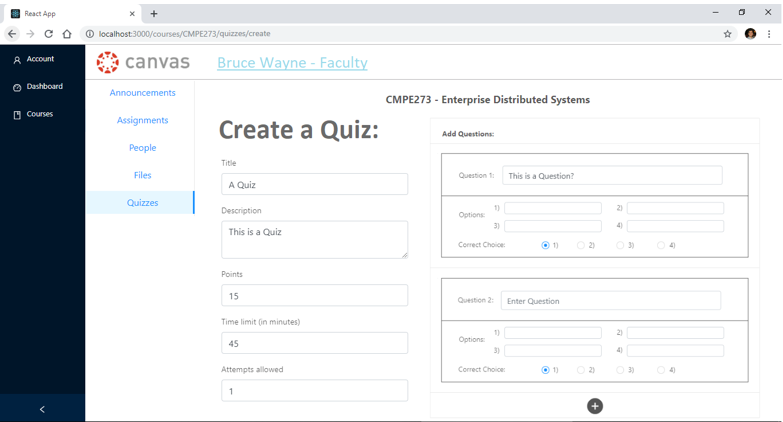 React App
localhost:3000/courses/CMPE273/quizzes/create
Account
Dashboard
Courses
canvas
Bruce Wayne - Faculty
Announcements
Assignments
People
Files
Quizzes
CMPE273 - Enterprise Distributed Systems
Create a Quiz:
Title
A Quiz
Description
This is a Quiz
Points
15
Time limit (in minutes)
45
Attempts allowed
1
Add Questions:
Question 1: This is a Question?
Options: 1) 2)
3) 4)
Correct Choice: 1) 2) 3) 4)
Question 2: Enter Question
Options: 1) 2)
3) 4)
Correct Choice: 1) 2) 3) 4)